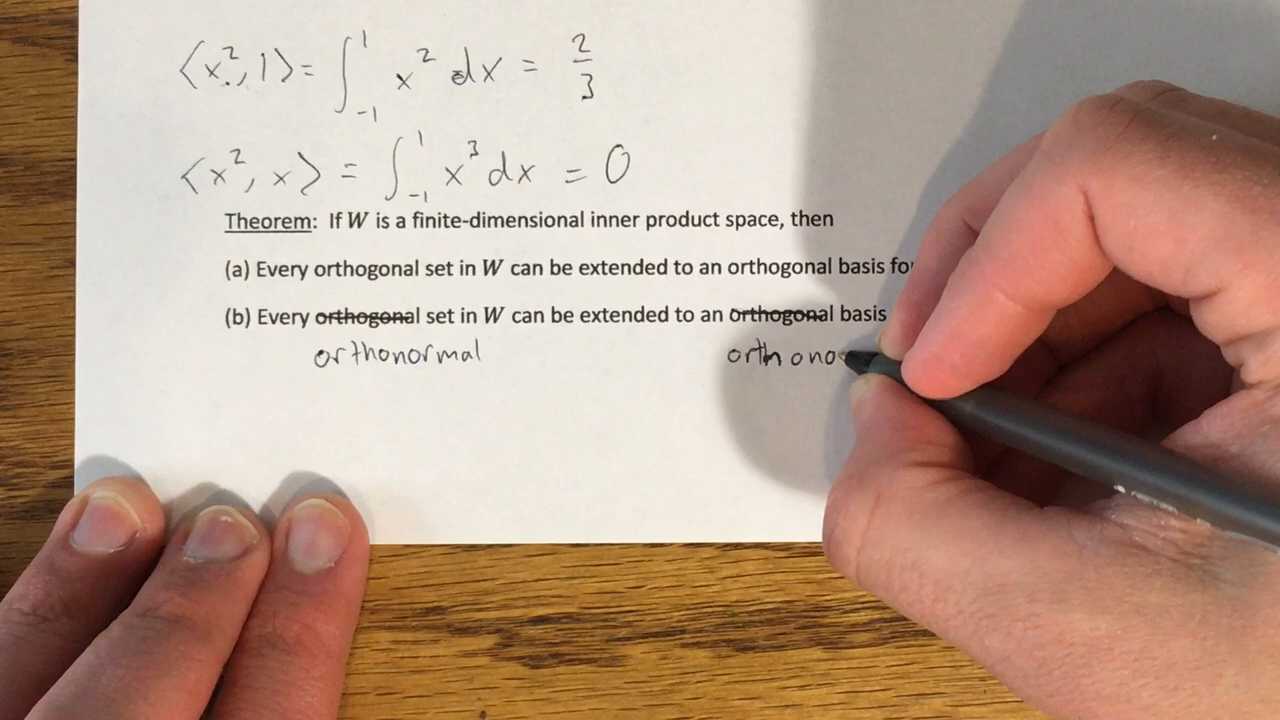 ⟨x², 1⟩ = ∫₋₁¹ x² dx = 2/3
⟨x², x⟩ = ∫₋₁¹ x³ dx = 0
Theorem: If W is a finite-dimensional inner product space, then
(a) Every orthogonal set in W can be extended to an orthogonal basis for
(b) Every orthogonal set in W can be extended to an orthogonal basis
orthonormal orthono